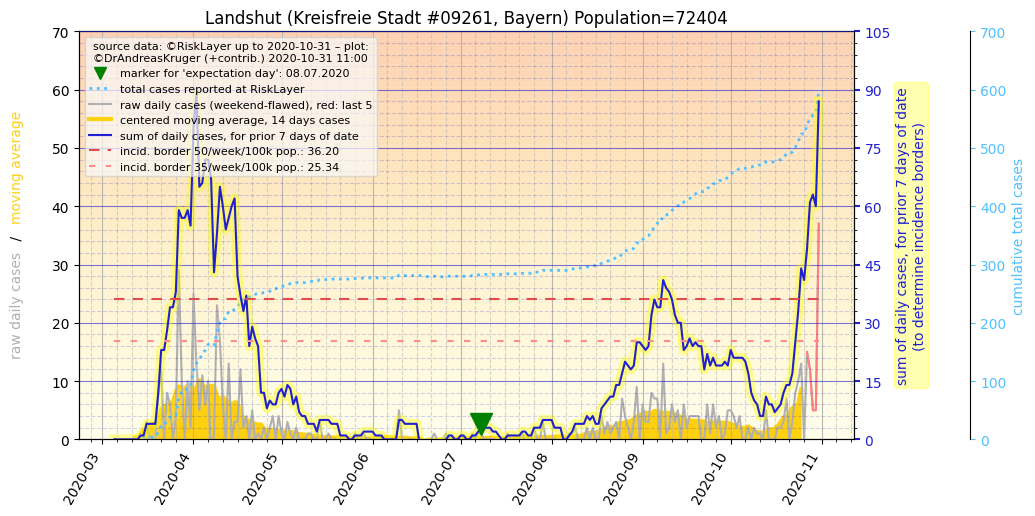 Landshut (Kreisfreie Stadt #09261, Bayern) Population=72404
source data: ©RiskLayer up to 2020-10-31 – plot:
©DrAndreasKruger (+contrib.) 2020-10-31 11:00
marker for 'expectation day': 08.07.2020
total cases reported at RiskLayer
raw daily cases (weekend-flawed), red: last 5
centered moving average, 14 days cases
sum of daily cases, for prior 7 days of date
incid. border 50/week/100k pop.: 36.20
incid. border 35/week/100k pop.: 25.34
raw daily cases / moving average
70
60
50
40
30
20
10
0
105
90
75
60
45
30
15
0
sum of daily cases, for prior 7 days of date
(to determine incidence borders)
700
600
500
400
300
200
100
0
cumulative total cases
2020-03
2020-04
2020-05
2020-06
2020-07
2020-08
2020-09
2020-10
2020-11